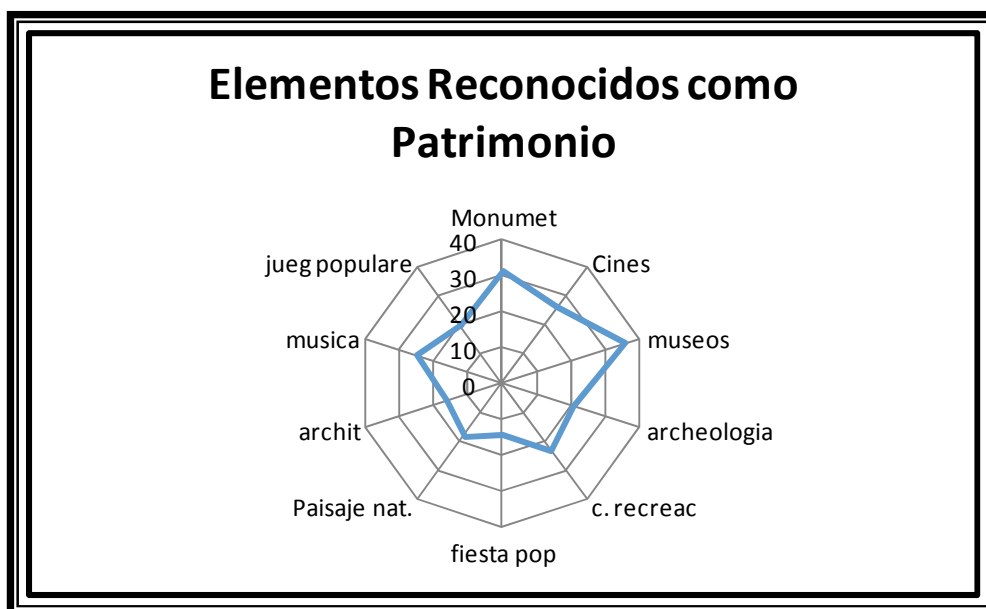 Elementos Reconocidos como
Patrimonio
Monumet
Cines
museos
archeologia
c. recreac
fiesta pop
Paisaje nat.
archit
musica
jueg populare
40
30
20
10
0